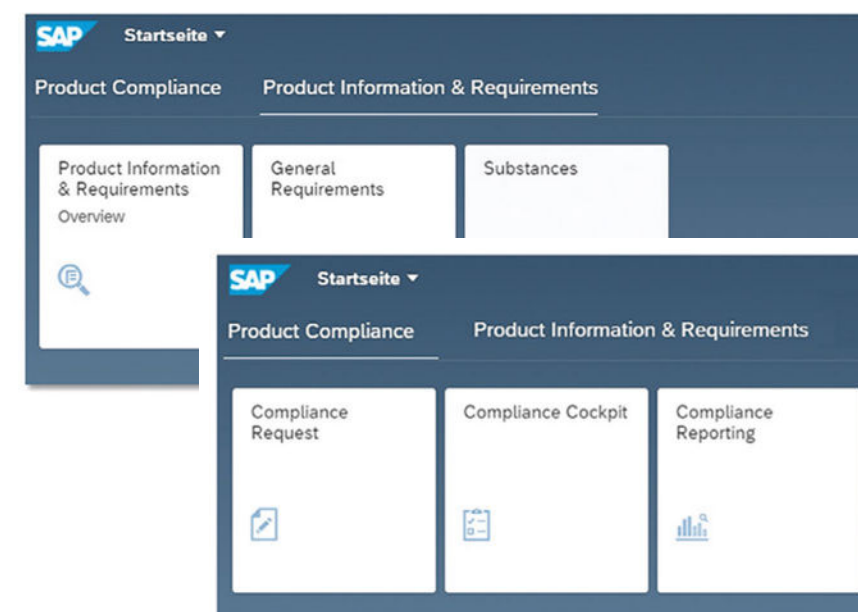 SAP Startseite
Product Compliance Product Information & Requirements
Product Information
& Requirements
Overview
General
Requirements
Substances
SAP Startseite
Product Compliance Product Information & Requirements
Compliance
Request
Compliance Cockpit
Compliance
Reporting